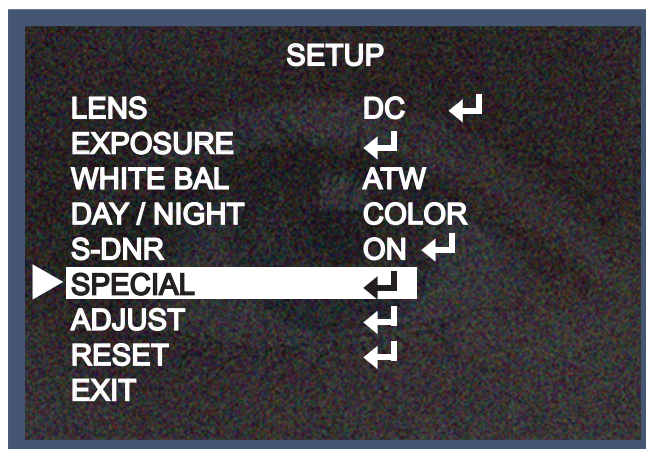 SETUP
LENS DC ↵
EXPOSURE ↵
WHITE BAL ATW
DAY / NIGHT COLOR
S-DNR ON ↵
SPECIAL ↵
ADJUST ↵
RESET ↵
EXIT